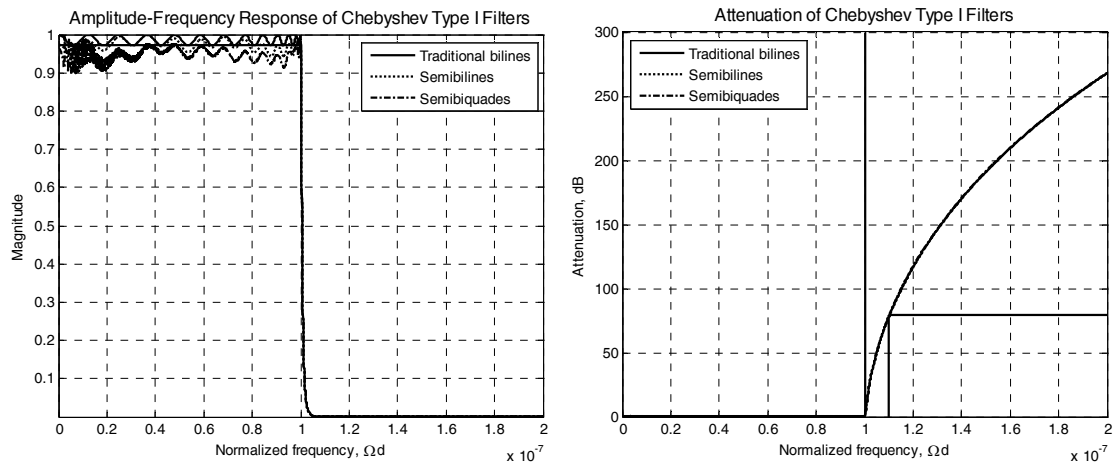 Amplitude-Frequency Response of Chebyshev Type I Filters
1
0.9
0.8
0.7
0.6
0.5
0.4
0.3
0.2
0.1
Magnitude
Traditional bilines
Semibilines
Semibiquades
0 0.2 0.4 0.6 0.8 1.0 1.2 1.4 1.6 1.8 2
Normalized frequency, Ωd
x 10-7
Attenuation of Chebyshev Type I Filters
300
250
200
150
100
50
0
Attenuation, dB
Traditional bilines
Semibilines
Semibiquades
0 0.2 0.4 0.6 0.8 1.0 1.2 1.4 1.6 1.8 2
Normalized frequency, Ωd
x 10-7